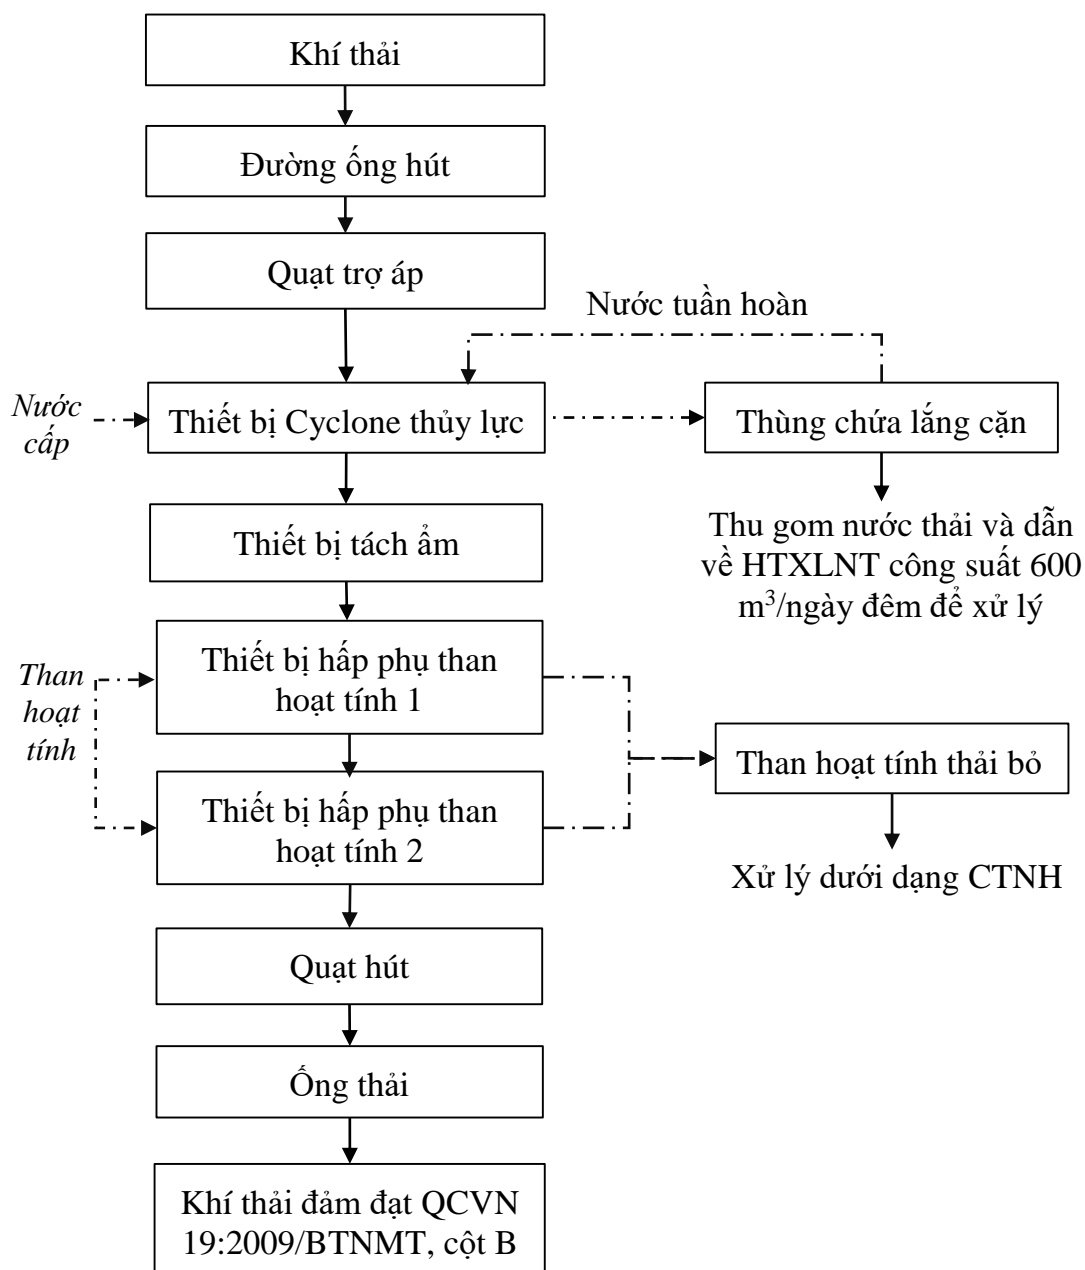 Khí thải
Đường ống hút
Quạt trợ áp
Nước tuần hoàn
Nước
cấp
Thiết bị Cyclone thủy lực
Thùng chứa lắng cặn
Thiết bị tách ẩm
Thu gom nước thải và dẫn
về HTXLNT công suất 600
m³/ngày đêm để xử lý
Than
hoạt
tính
Thiết bị hấp phụ than
hoạt tính 1
Thiết bị hấp phụ than
hoạt tính 2
Than hoạt tính thải bỏ
Xử lý dưới dạng CTNH
Quạt hút
Ống thải
Khí thải đảm đạt QCVN
19:2009/BTNMT, cột B